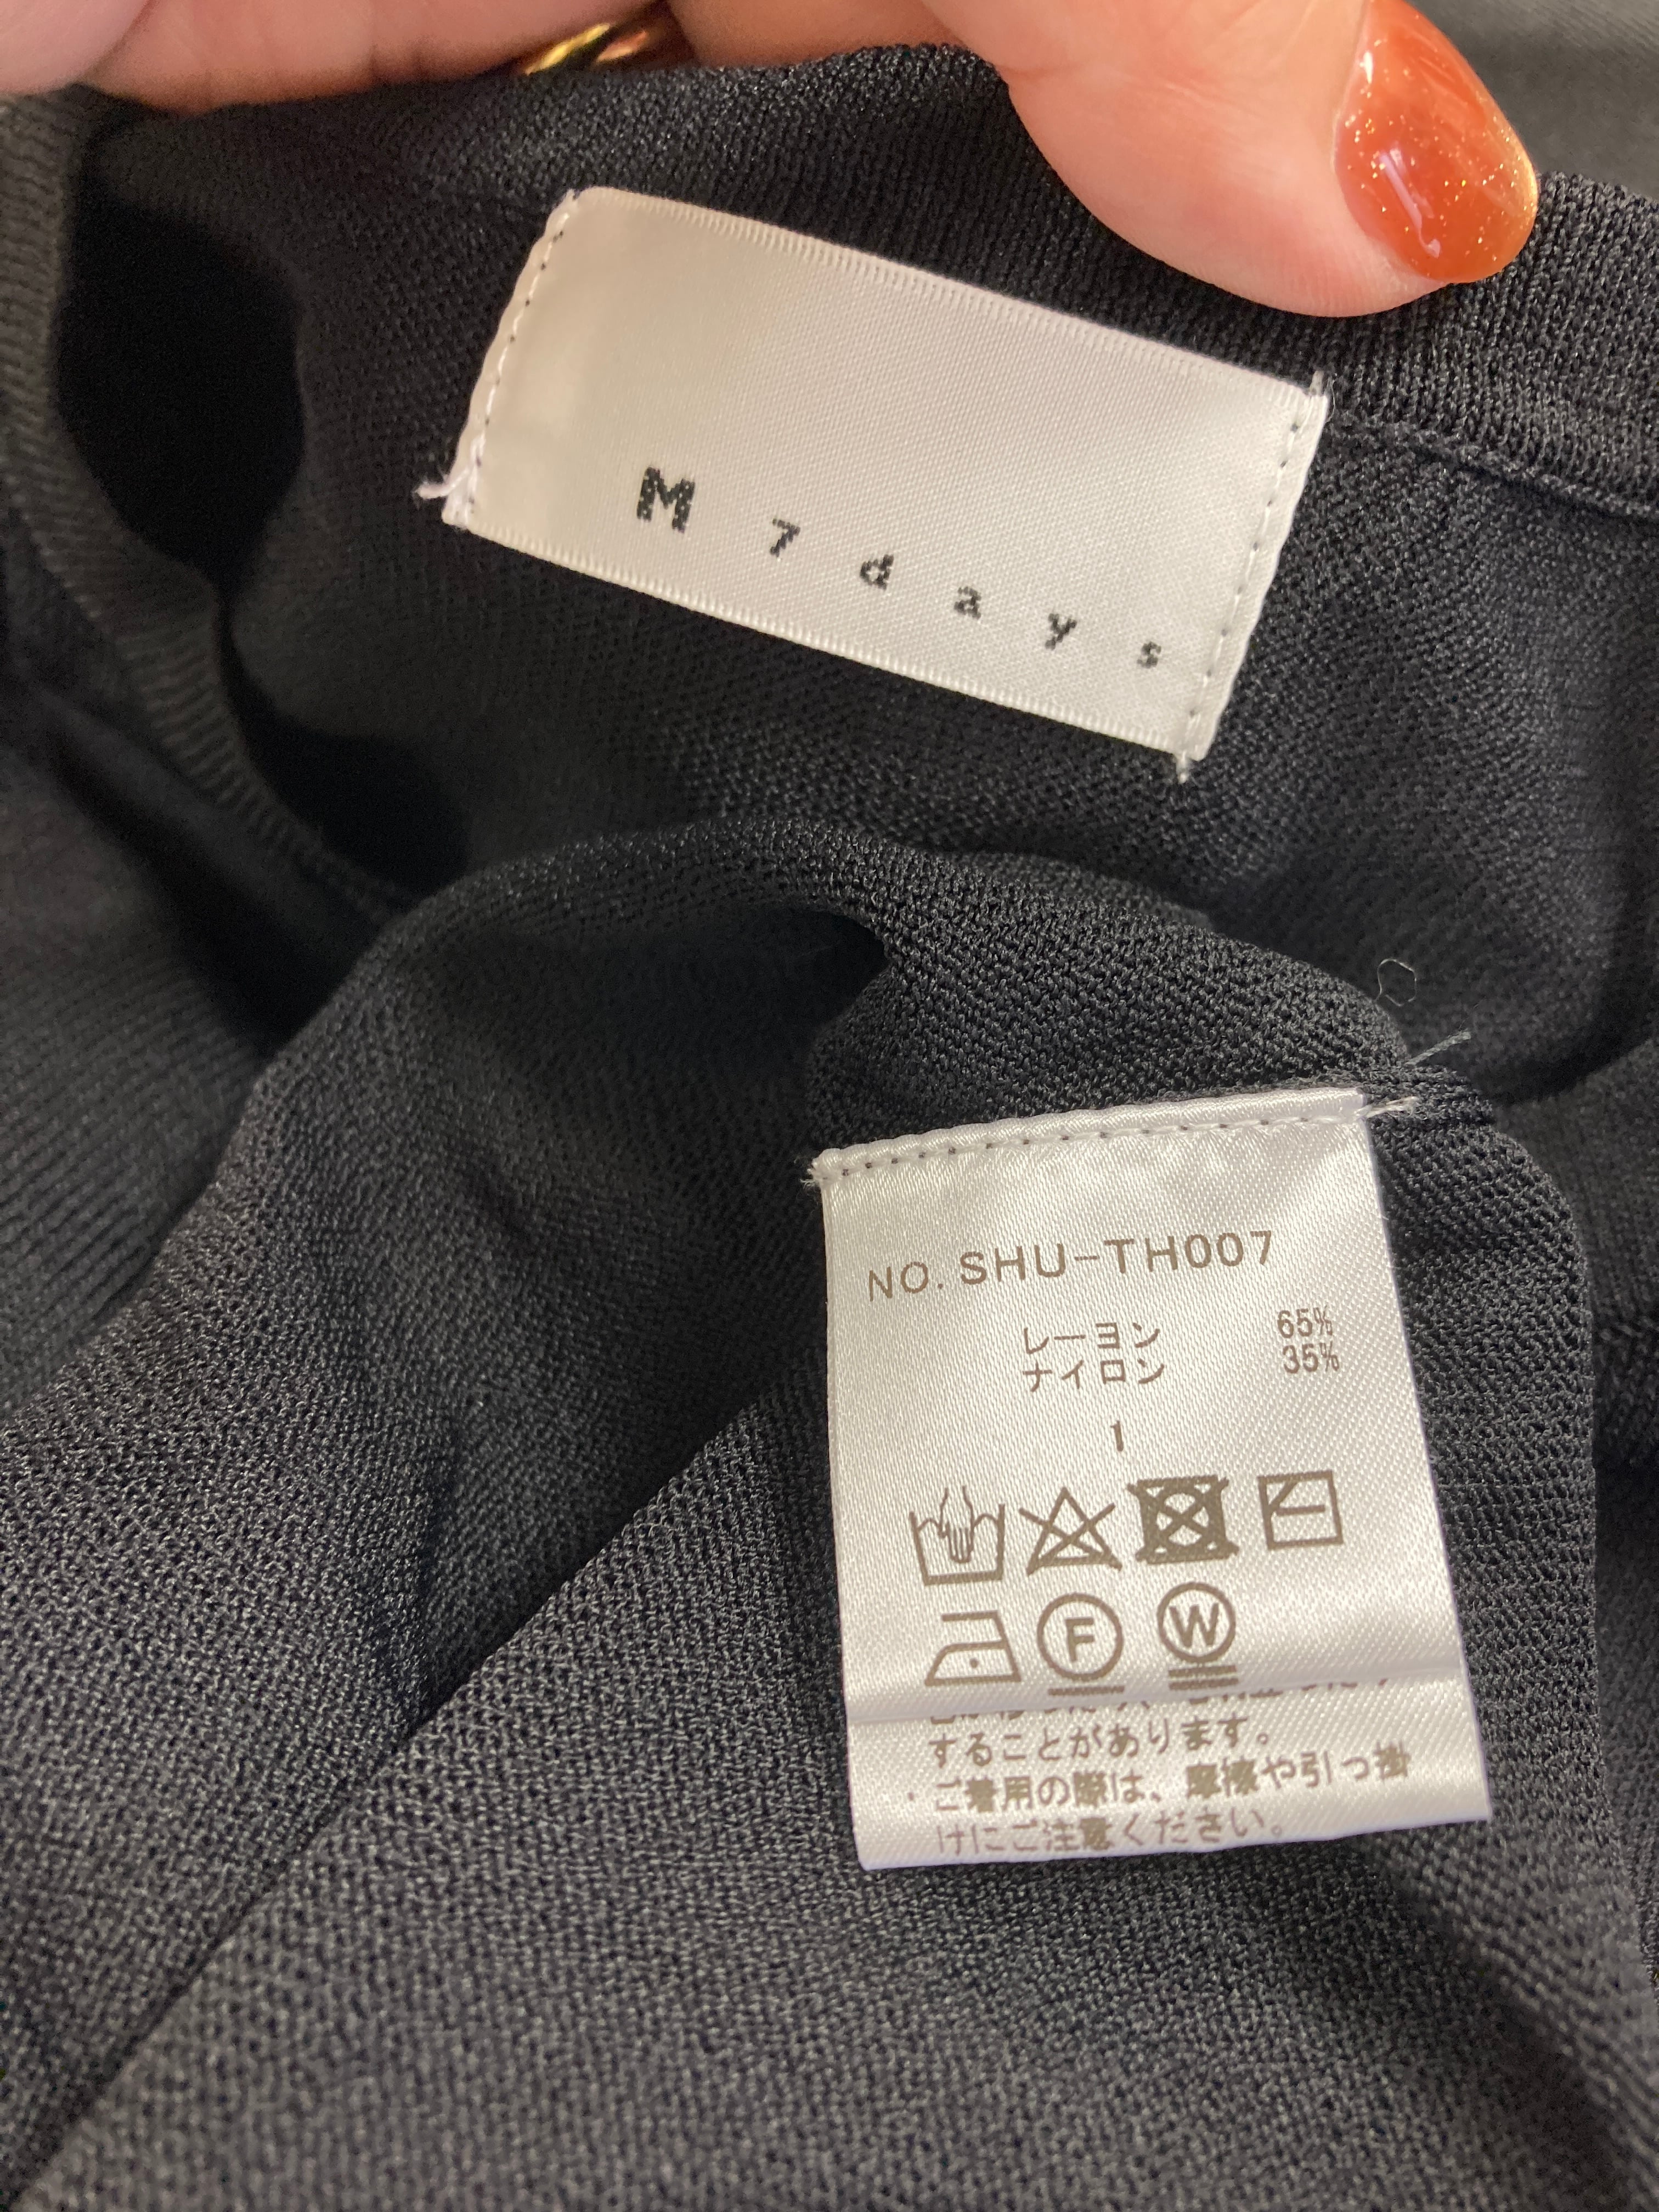 M 7days
NO. SHU-TH007
レーヨン 65%
ナイロン 35%
1
F W
することがあります。
・ご着用の際は、摩擦や引っ掛
けにご注意ください。